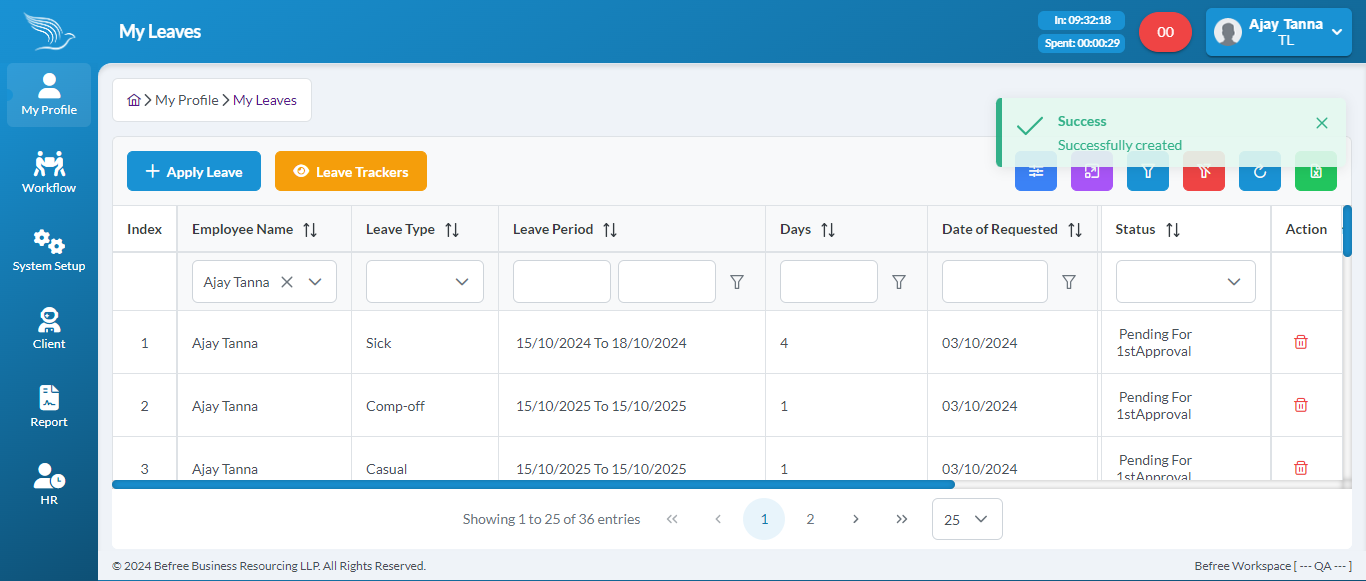 My Leaves
In: 09:32:18
Spent: 00:00:29
00
Ajay Tanna
TL
My Profile
Workflow
System Setup
Client
Report
HR
My Profile
My Leaves
Success
Successfully created
Apply Leave
Leave Trackers
Index Employee Name Leave Type Leave Period Days Date of Requested Status Action
Ajay Tanna
1 Ajay Tanna Sick 15/10/2024 To 18/10/2024 4 03/10/2024 Pending For
1stApproval
2 Ajay Tanna Comp-off 15/10/2025 To 15/10/2025 1 03/10/2024 Pending For
1stApproval
3 Ajay Tanna Casual 15/10/2025 To 15/10/2025 1 03/10/2024 Pending For
1stApproval
Showing 1 to 25 of 36 entries
1 2
25
© 2024 Befree Business Resourcing LLP. All Rights Reserved.
Befree Workspace [ --- QA --- ]